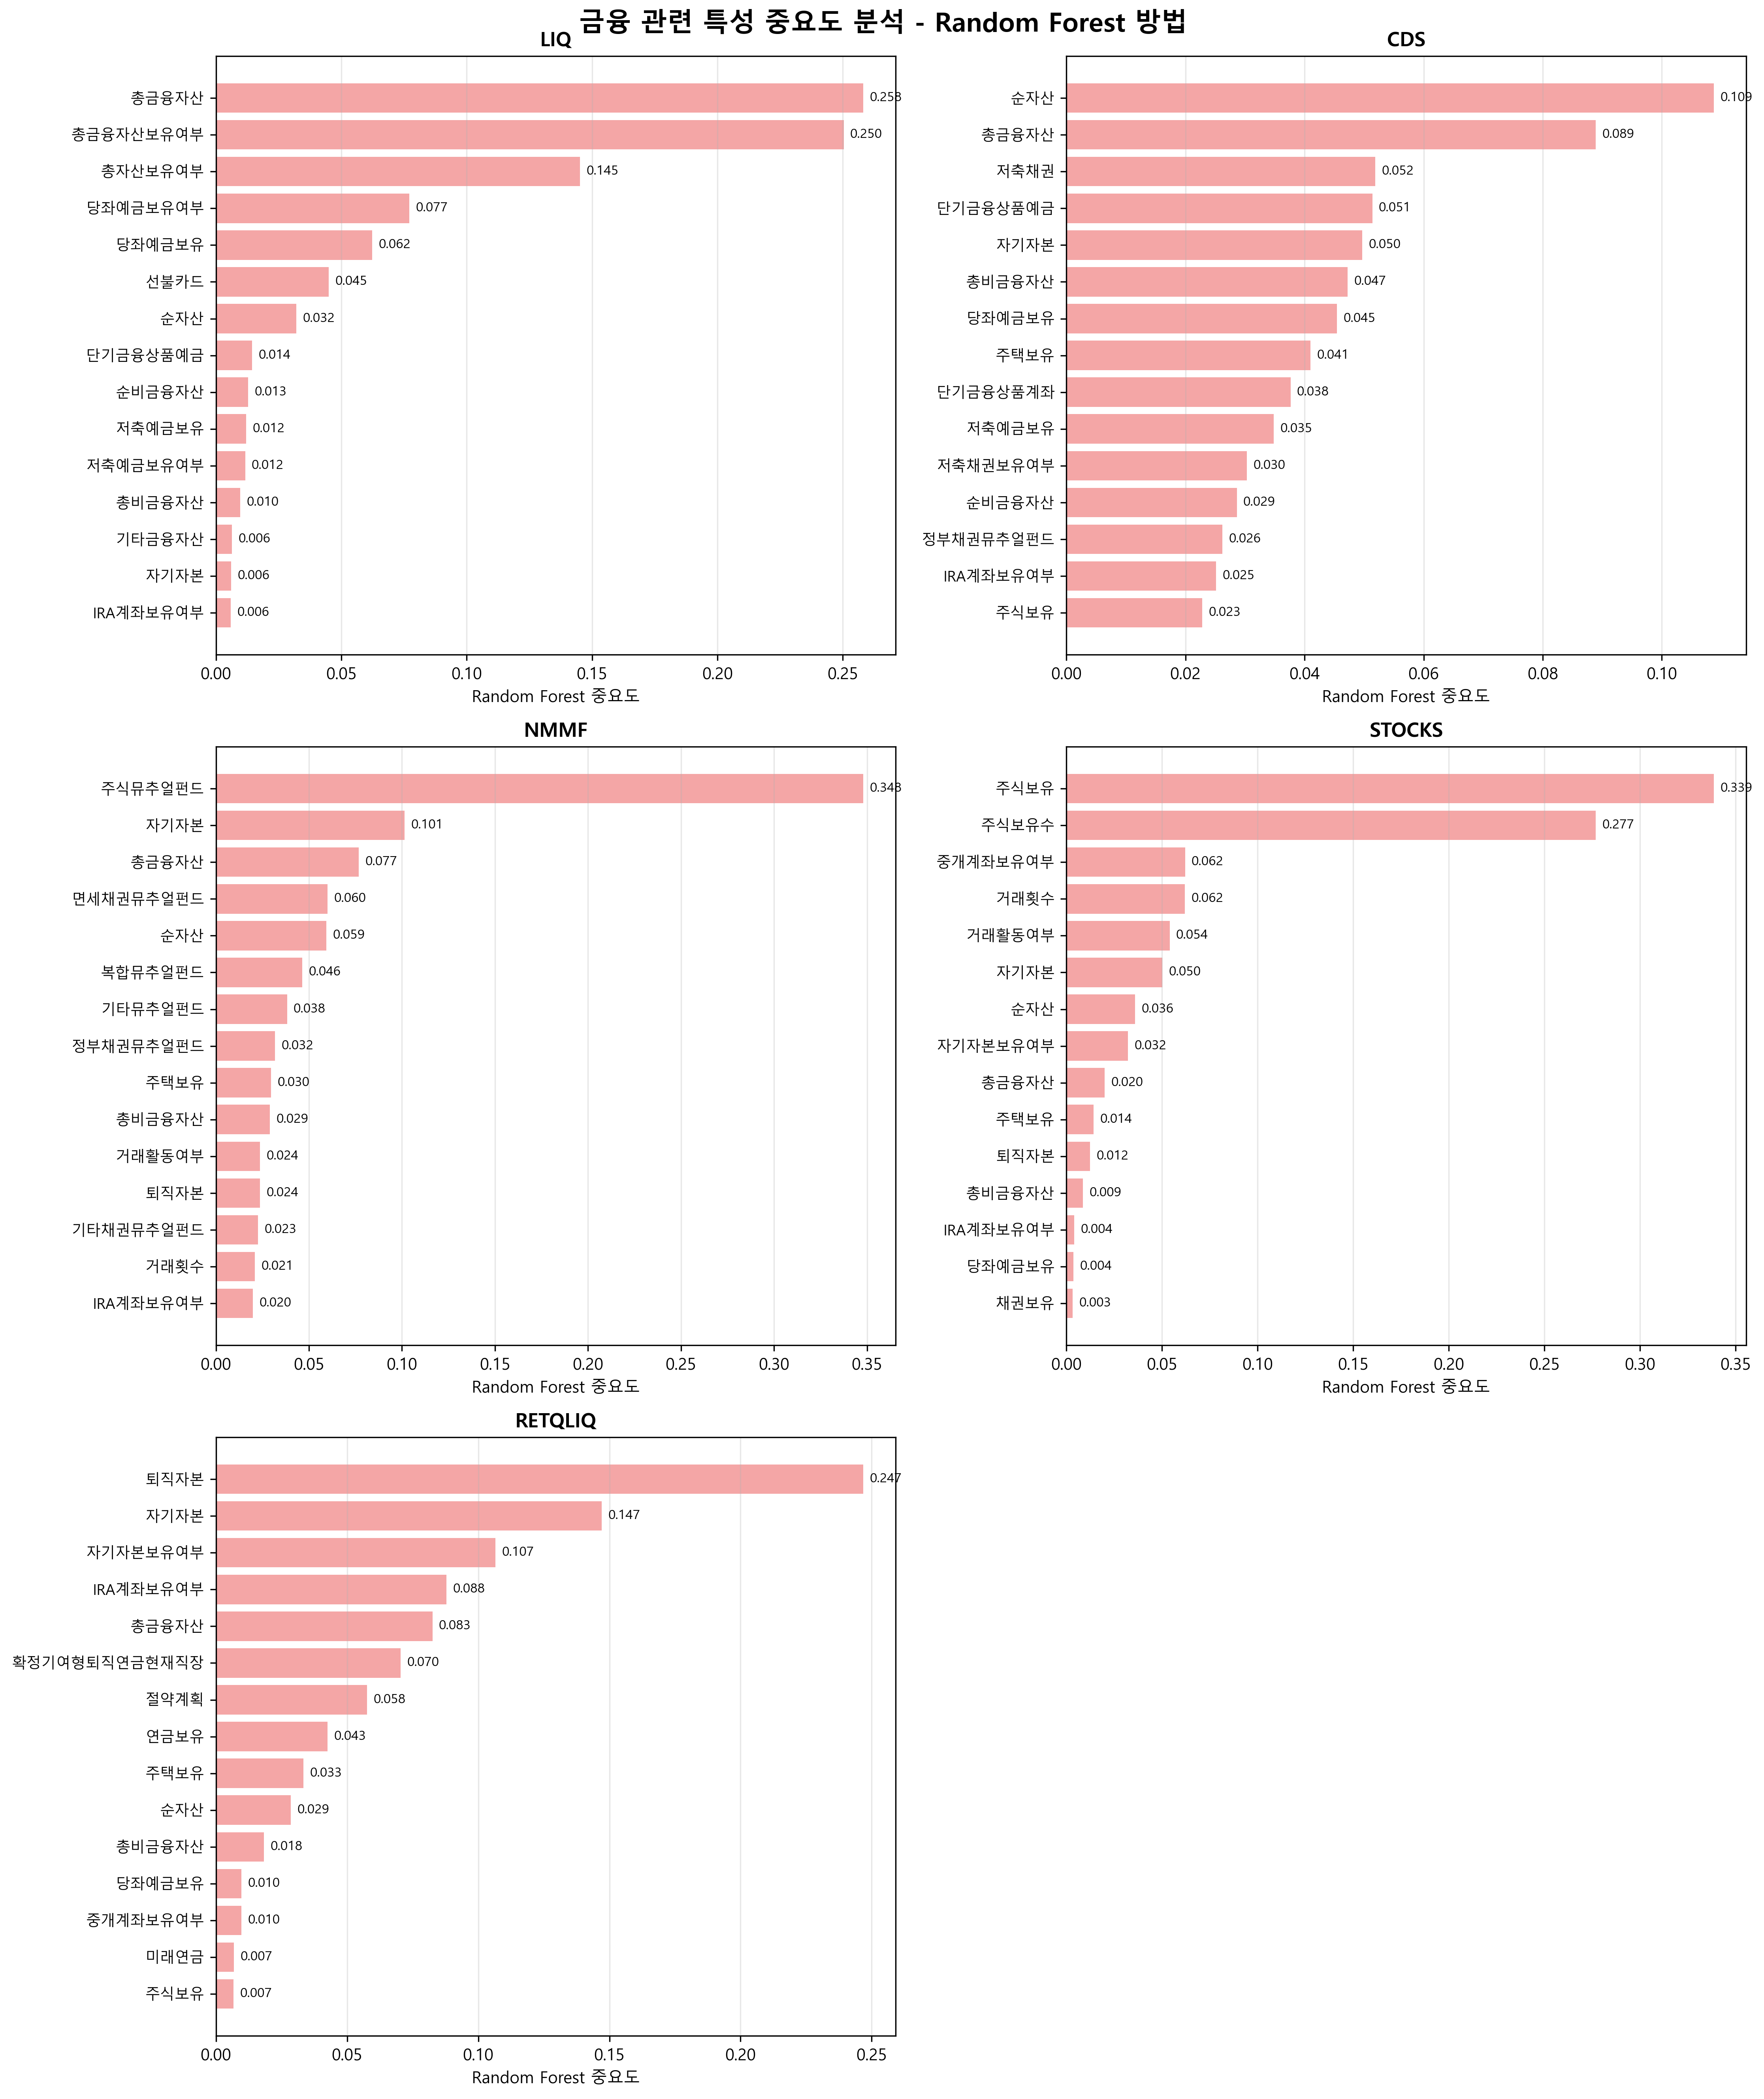 금융 관련 특성 중요도 분석 - Random Forest 방법
LIQ
총금융자산 0.258
총금융자산보유여부 0.250
총자산보유여부 0.145
당좌예금보유여부 0.077
당좌예금보유 0.062
선불카드 0.045
순자산 0.032
단기금융상품예금 0.014
순비금융자산 0.013
저축예금보유 0.012
저축예금보유여부 0.012
총비금융자산 0.010
기타금융자산 0.006
자기자본 0.006
IRA계좌보유여부 0.006
0.00 0.05 0.10 0.15 0.20 0.25
Random Forest 중요도
CDS
순자산 0.109
총금융자산 0.089
저축채권 0.052
단기금융상품예금 0.051
자기자본 0.050
총비금융자산 0.047
당좌예금보유 0.045
주택보유 0.041
단기금융상품계좌 0.038
저축예금보유 0.035
저축채권보유여부 0.030
순비금융자산 0.029
정부채권뮤추얼펀드 0.026
IRA계좌보유여부 0.025
주식보유 0.023
0.00 0.02 0.04 0.06 0.08 0.10
Random Forest 중요도
NMMF
주식뮤추얼펀드 0.348
자기자본 0.101
총금융자산 0.077
면세채권뮤추얼펀드 0.060
순자산 0.059
복합뮤추얼펀드 0.046
기타뮤추얼펀드 0.038
정부채권뮤추얼펀드 0.032
주택보유 0.030
총비금융자산 0.029
거래활동여부 0.024
퇴직자본 0.024
기타채권뮤추얼펀드 0.023
거래횟수 0.021
IRA계좌보유여부 0.020
0.00 0.05 0.10 0.15 0.20 0.25 0.30 0.35
Random Forest 중요도
STOCKS
주식보유 0.339
주식보유수 0.277
중개계좌보유여부 0.062
거래횟수 0.062
거래활동여부 0.054
자기자본 0.050
순자산 0.036
자기자본보유여부 0.032
총금융자산 0.020
주택보유 0.014
퇴직자본 0.012
총비금융자산 0.009
IRA계좌보유여부 0.004
당좌예금보유 0.004
채권보유 0.003
0.00 0.05 0.10 0.15 0.20 0.25 0.30 0.35
Random Forest 중요도
RETQLIQ
퇴직자본 0.247
자기자본 0.147
자기자본보유여부 0.107
IRA계좌보유여부 0.088
총금융자산 0.083
확정기여형퇴직연금현재직장 0.070
절약계획 0.058
연금보유 0.043
주택보유 0.033
순자산 0.029
총비금융자산 0.018
당좌예금보유 0.010
중개계좌보유여부 0.010
미래연금 0.007
주식보유 0.007
0.00 0.05 0.10 0.15 0.20 0.25
Random Forest 중요도